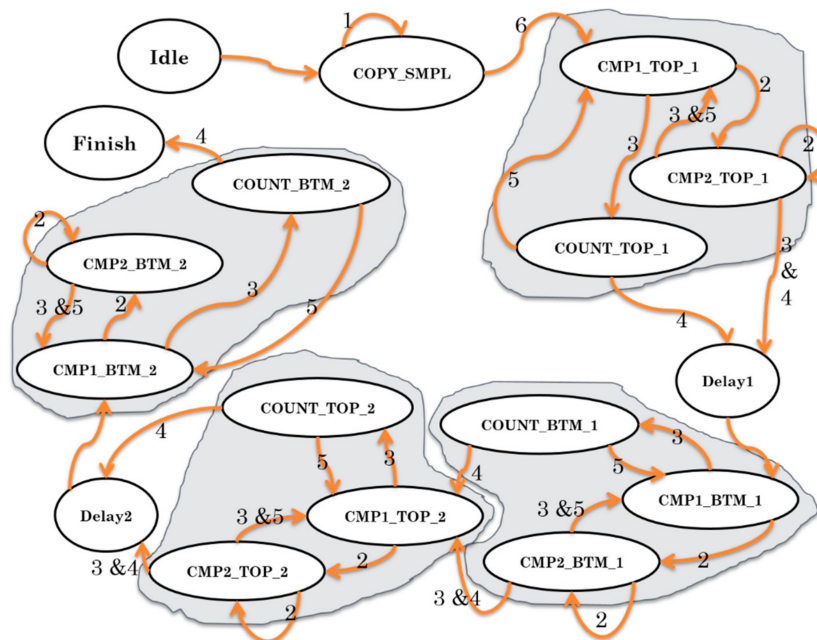 1
6
Idle
COPY_SMPL
CMP1_TOP_1
2
3 &5
3
2
CMP2_TOP_1
5
COUNT_TOP_1
3
&
4
4
Delay1
Finish
4
COUNT_BTM_2
2
CMP2_BTM_2
3
3 &5
2
5
CMP1_BTM_2
COUNT_TOP_2
4
5
3
Delay2
3 &5
CMP1_TOP_2
3 &4
CMP2_TOP_2
2
2
COUNT_BTM_1
3
4
5
CMP1_BTM_1
3 &5
CMP2_BTM_1
2
3 &4
2